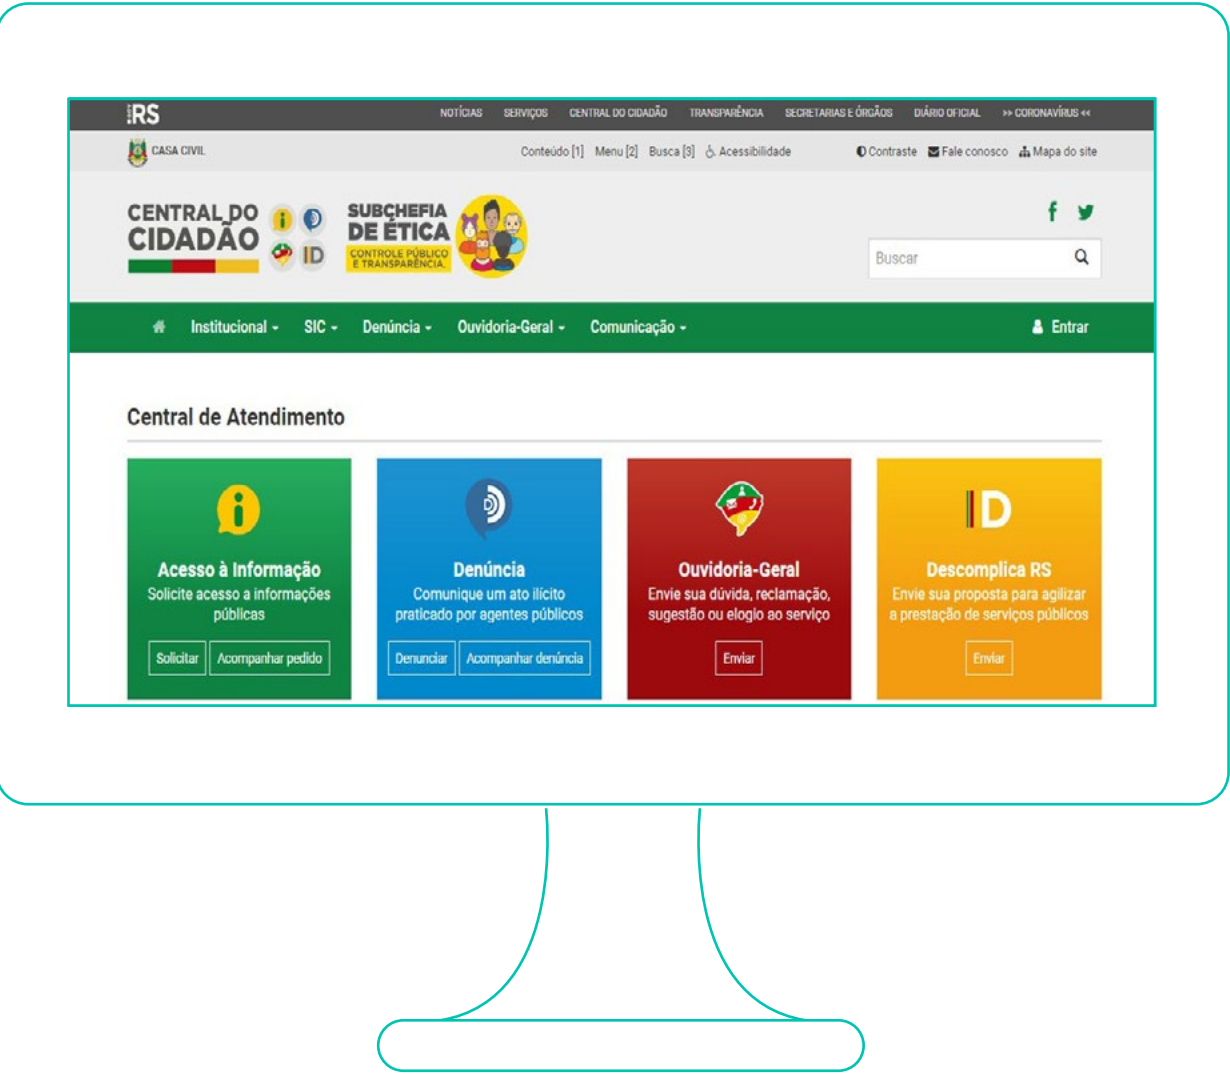 RS NOTÍCIAS SERVIÇOS CENTRAL DO CIDADÃO TRANSPARÊNCIA SECRETARIAS E ÓRGÃOS DIÁRIO OFICIAL >> CORONAVÍRUS <<
CASA CIVIL Conteúdo [1] Menu [2] Busca [3] Acessibilidade Contraste Fale conosco Mapa do site
CENTRAL DO
CIDADÃO
ID
SUBCHEFIA
DE ÉTICA
CONTROLE PÚBLICO
E TRANSPARÊNCIA.
Buscar
Institucional SIC Denúncia Ouvidoria-Geral Comunicação Entrar
Central de Atendimento
Acesso à Informação
Solicite acesso a informações
públicas
Solicitar Acompanhar pedido
Denúncia
Comunique um ato ilícito
praticado por agentes públicos
Denunciar Acompanhar denúncia
Ouvidoria-Geral
Envie sua dúvida, reclamação,
sugestão ou elogio ao serviço
Enviar
ID
Descomplica RS
Envie sua proposta para agilizar
a prestação de serviços públicos
Enviar